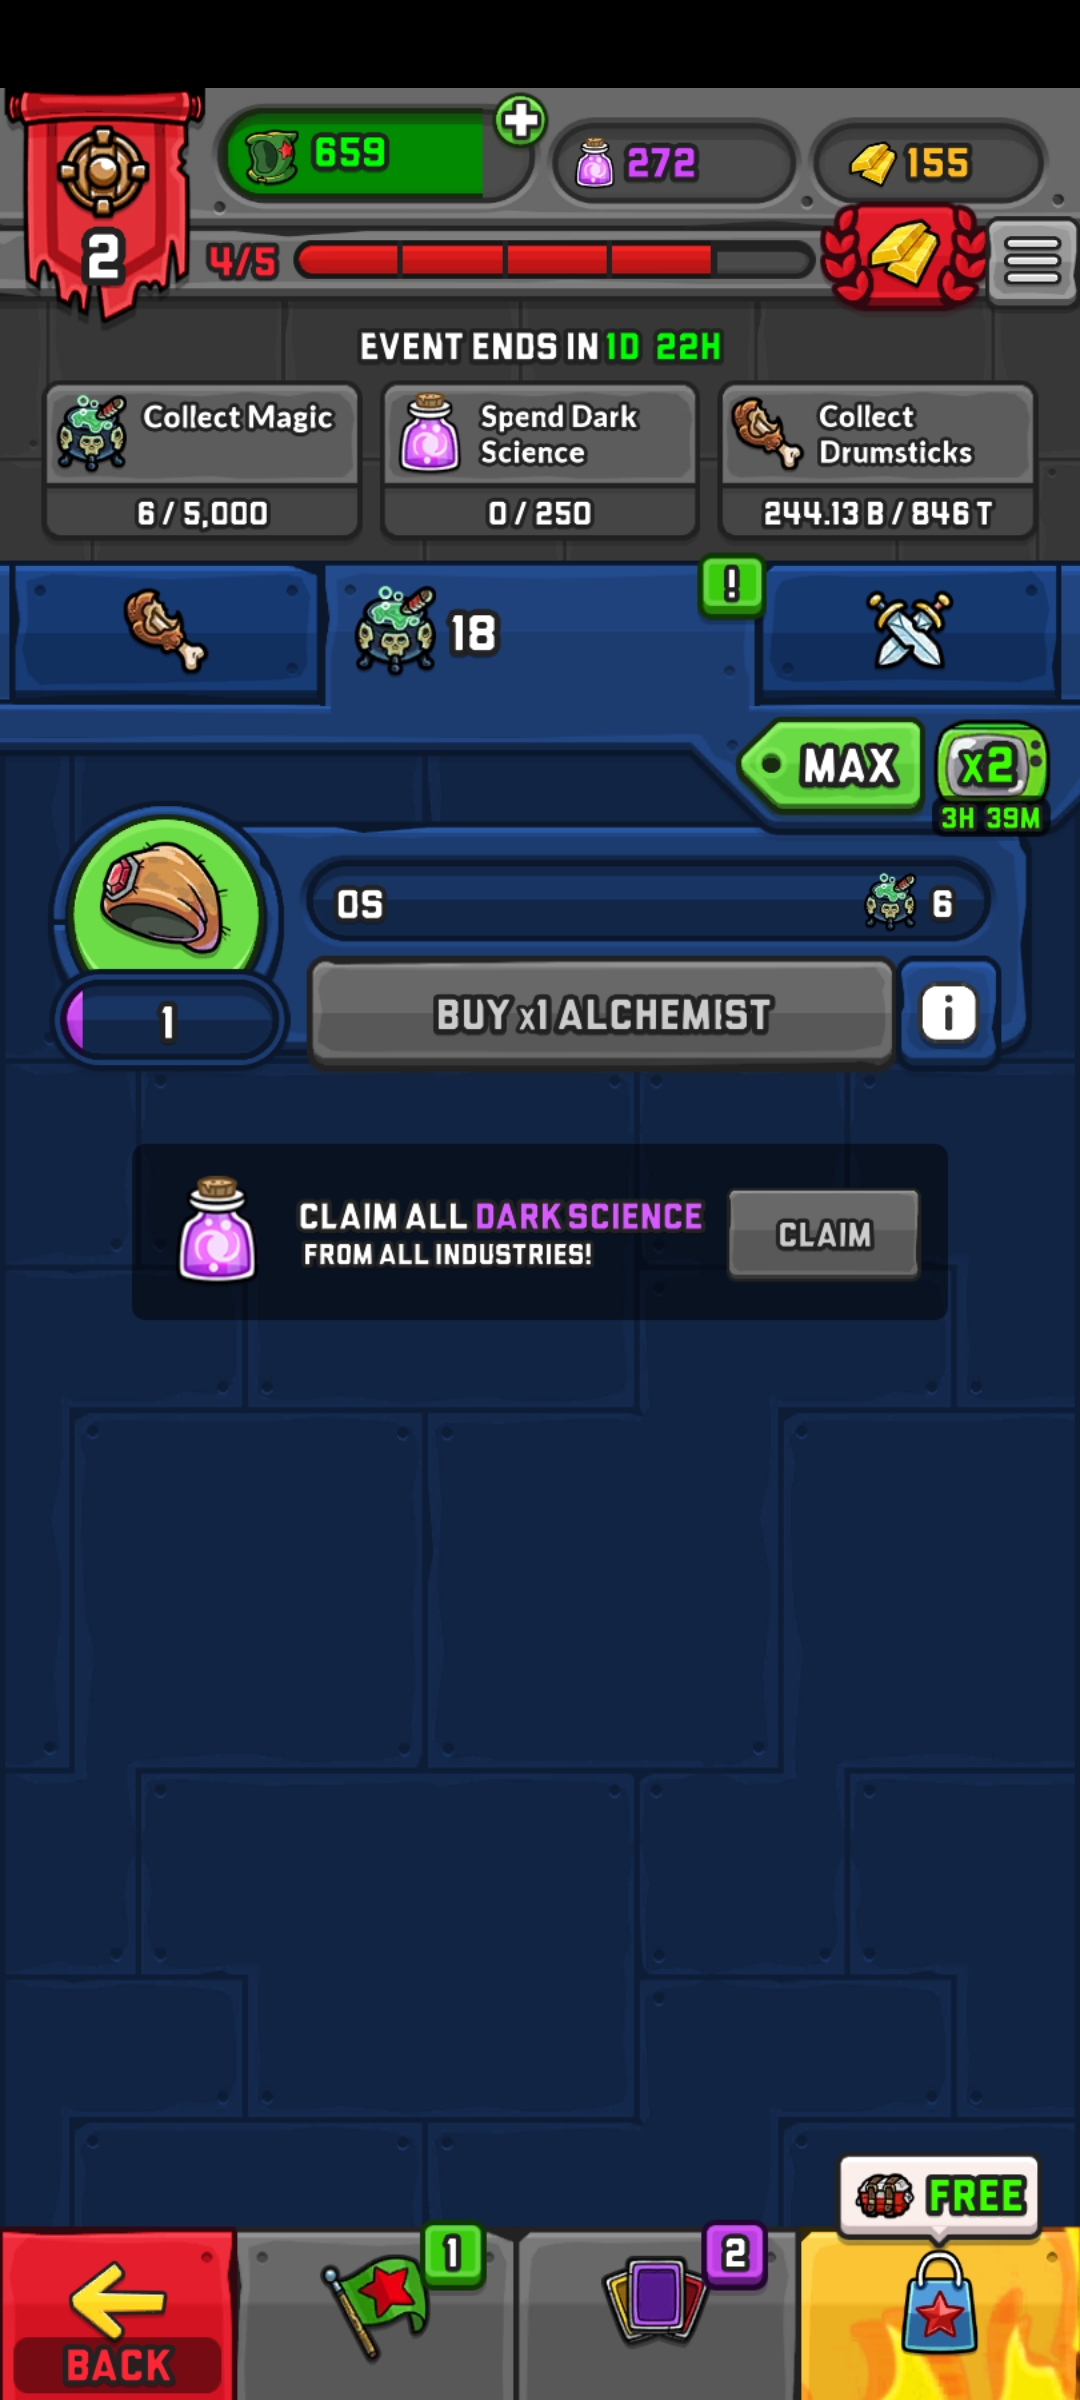 659
272
155
2
4/5
EVENT ENDS IN 1D 22H
Collect Magic
6 / 5,000
Spend Dark
Science
0 / 250
Collect
Drumsticks
244.13 B / 846 T
18
!
MAX
x2
3H 39M
0S
6
1
BUY x1 ALCHEMIST
i
CLAIM ALL DARK SCIENCE
FROM ALL INDUSTRIES!
CLAIM
FREE
1
2
BACK